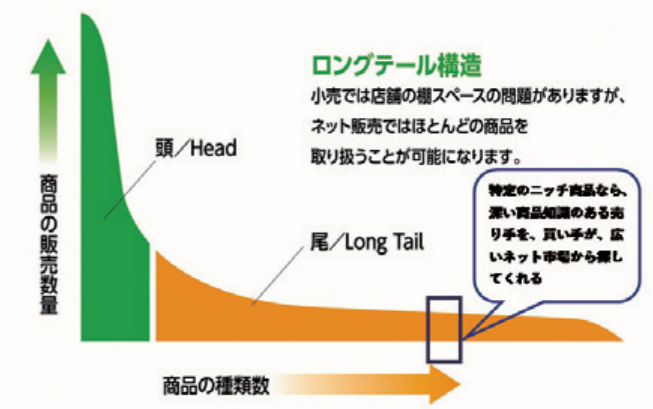 ロングテール構造
小売では店舗の棚スペースの問題がありますが、
ネット販売ではほとんどの商品を
取り扱うことが可能になります。
頭／Head
特定のニッチ商品なら、
深い商品知識のある売
り手を、買い手が、広
いネット市場から探し
てくれる
尾／Long Tail
商品の販売数量
商品の種類数